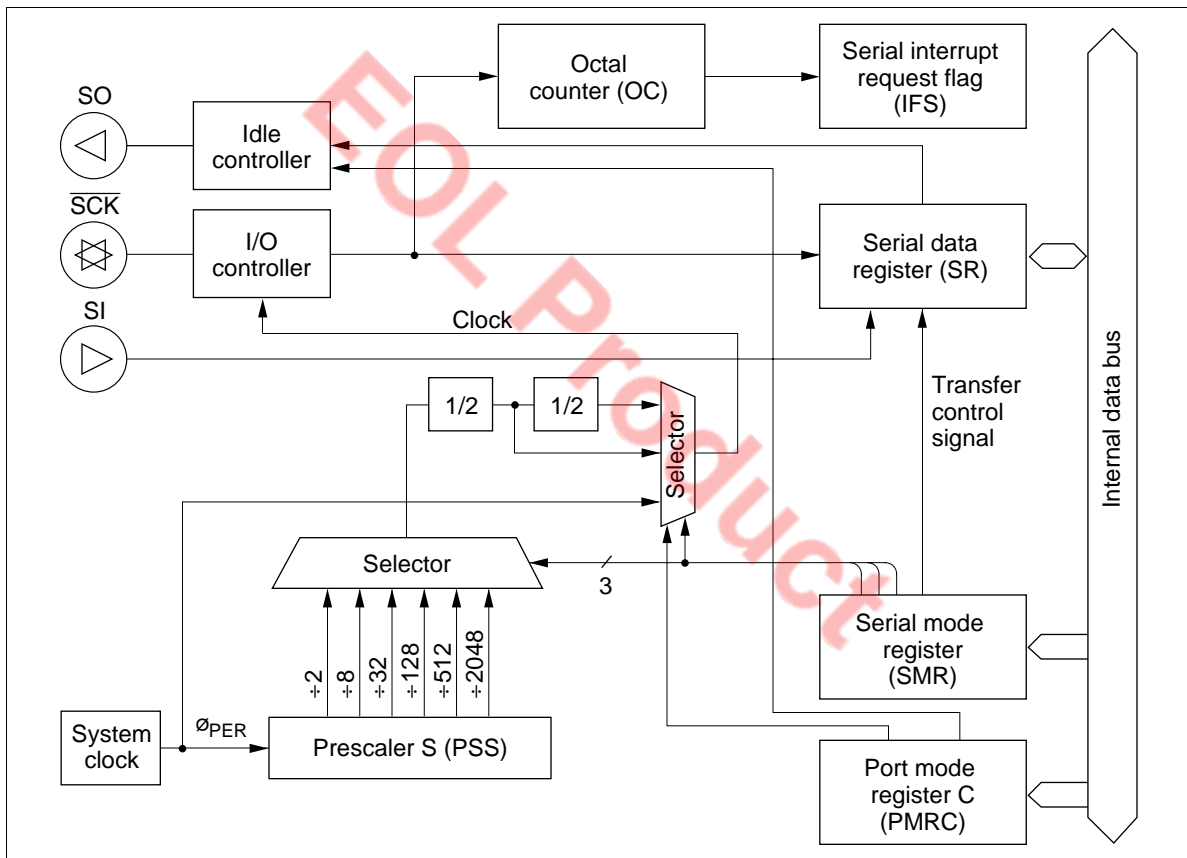 Octal
counter (OC)
Serial interrupt
request flag
(IFS)
SO
Idle
controller
SCK
I/O
controller
Serial data
register (SR)
SI
Clock
1/2
1/2
Selector
Transfer
control
signal
Internal data bus
Selector
3
÷2
÷8
÷32
÷128
÷512
÷2048
Serial mode
register
(SMR)
System
clock
øPER
Prescaler S (PSS)
Port mode
register C
(PMRC)
EOL Product